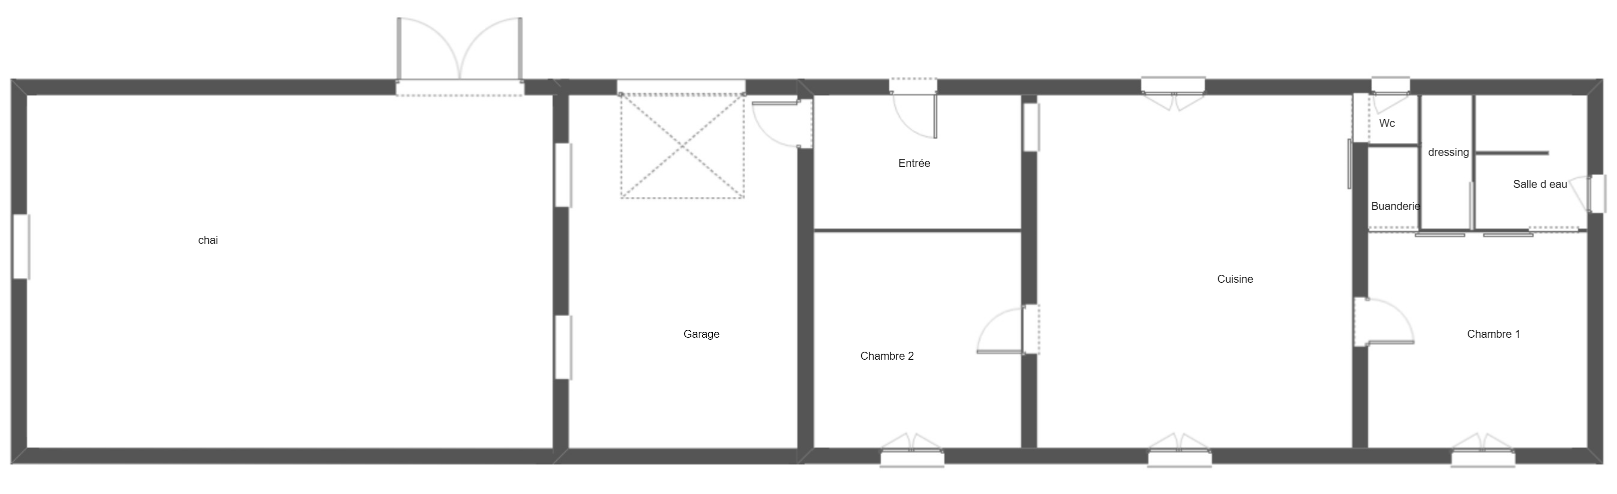 Wc
dressing
Entrée
Salle d eau
Buanderie
chai
Cuisine
Garage
Chambre 1
Chambre 2